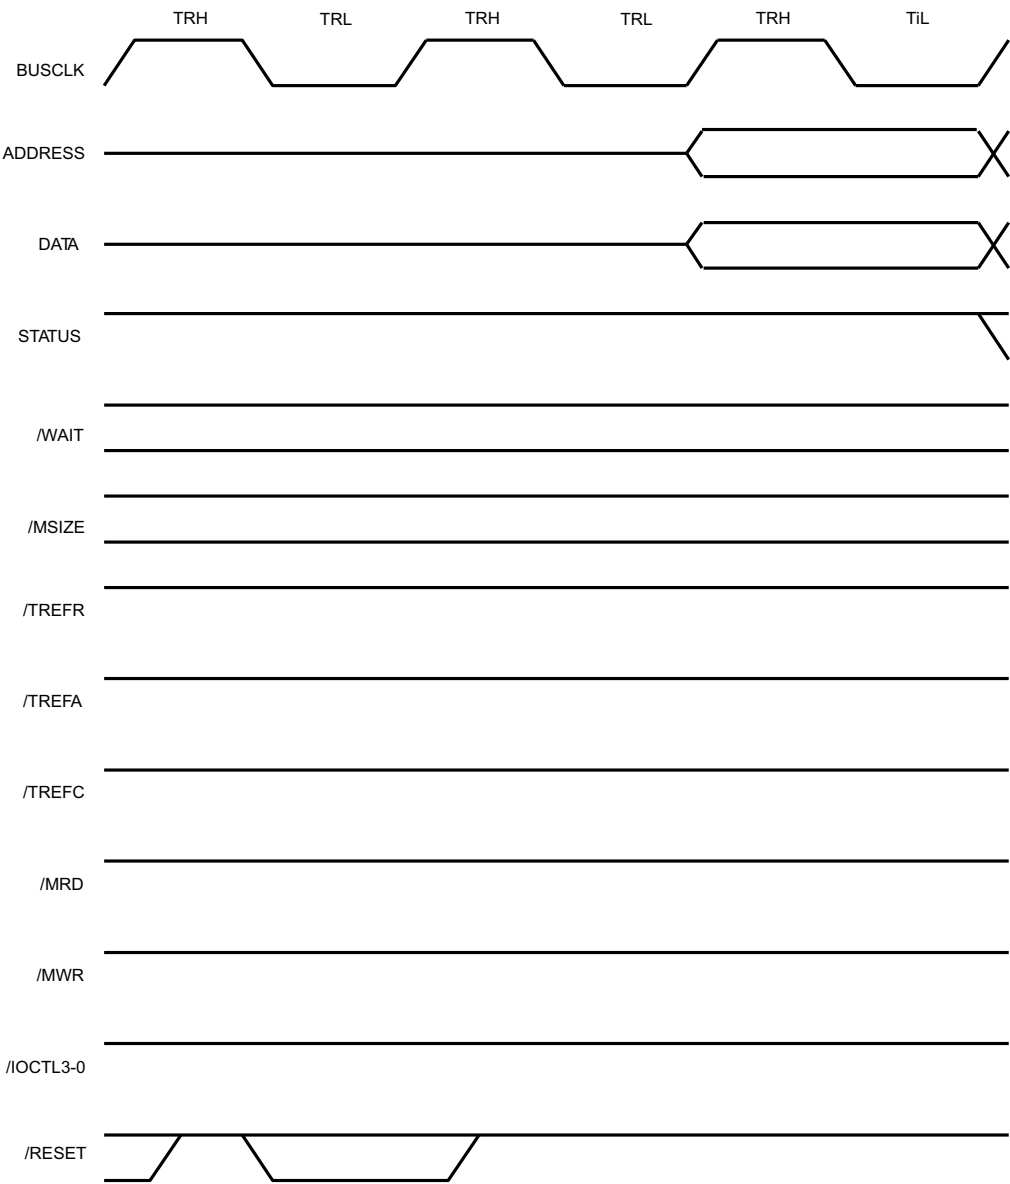 TRH TRL TRH TRL TRH TiL
BUSCLK
ADDRESS
DATA
STATUS
/WAIT
/MSIZE
/TREFR
/TREFA
/TREFC
/MRD
/MWR
/IOCTL3-0
/RESET